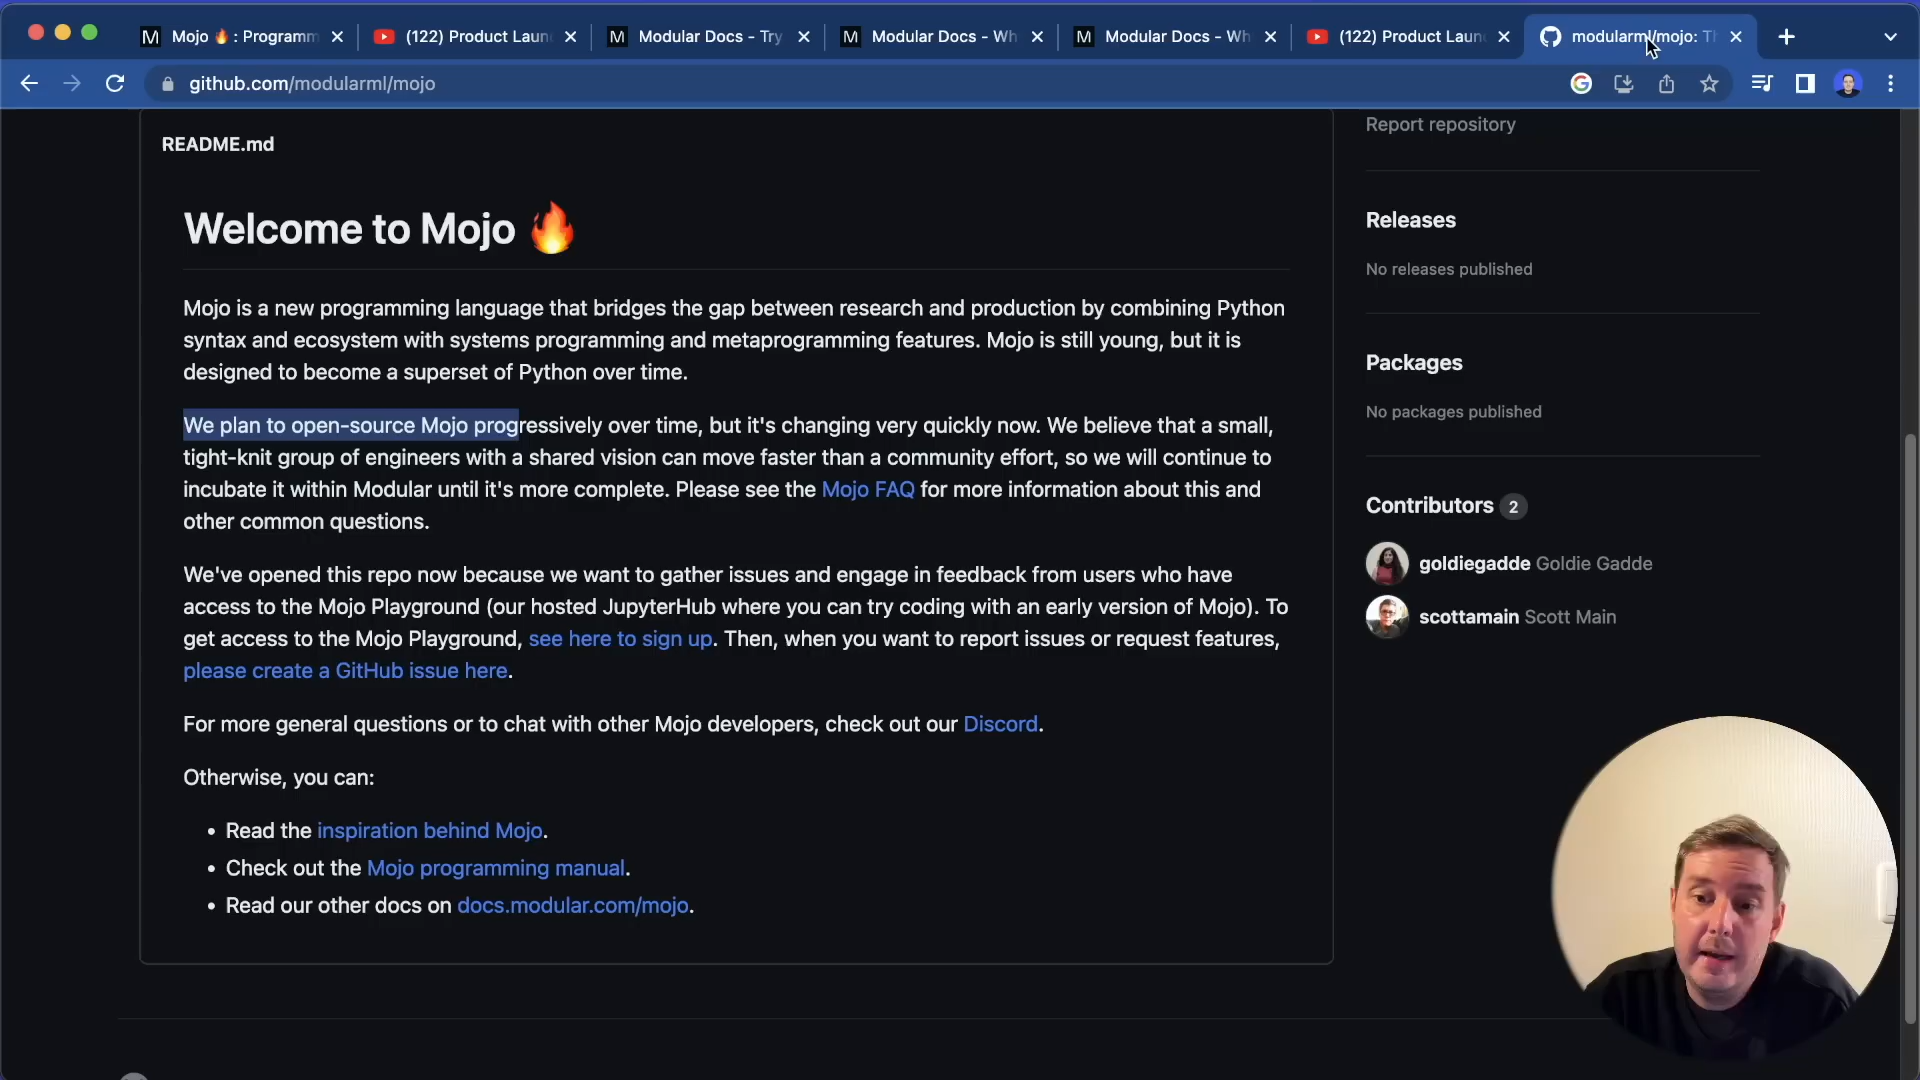 Mojo 🔥 : Programm
(122) Product Laun
Modular Docs - Try
Modular Docs - Wh
Modular Docs - Wh
(122) Product Laun
modularml/mojo: Th
github.com/modularml/mojo
README.md
Welcome to Mojo 🔥
Mojo is a new programming language that bridges the gap between research and production by combining Python
syntax and ecosystem with systems programming and metaprogramming features. Mojo is still young, but it is
designed to become a superset of Python over time.
We plan to open-source Mojo progressively over time, but it's changing very quickly now. We believe that a small,
tight-knit group of engineers with a shared vision can move faster than a community effort, so we will continue to
incubate it within Modular until it's more complete. Please see the Mojo FAQ for more information about this and
other common questions.
We've opened this repo now because we want to gather issues and engage in feedback from users who have
access to the Mojo Playground (our hosted JupyterHub where you can try coding with an early version of Mojo). To
get access to the Mojo Playground, see here to sign up. Then, when you want to report issues or request features,
please create a GitHub issue here.
For more general questions or to chat with other Mojo developers, check out our Discord.
Otherwise, you can:
• Read the inspiration behind Mojo.
• Check out the Mojo programming manual.
• Read our other docs on docs.modular.com/mojo.
Report repository
Releases
No releases published
Packages
No packages published
Contributors 2
goldiegadde Goldie Gadde
scottamain Scott Main